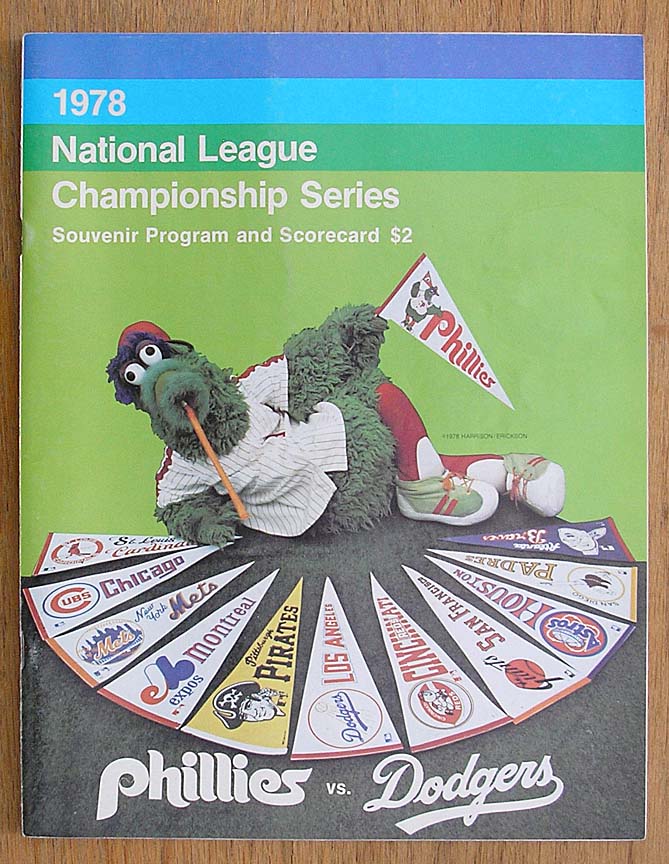 1978
National League
Championship Series
Souvenir Program and Scorecard $2
Phillies
©1978 HARRISON/ERICKSON
St. Louis
Cardinals
CUBS
Chicago
New York Mets
Mets
Montreal
expos
Pittsburgh
PIRATES
LOS ANGELES
Dodgers
CINCINNATI
REDS
REDS
SAN FRANCISCO
Giants
HOUSTON
Astros
PADRES
SAN DIEGO
Atlanta
Braves
Phillies vs. Dodgers